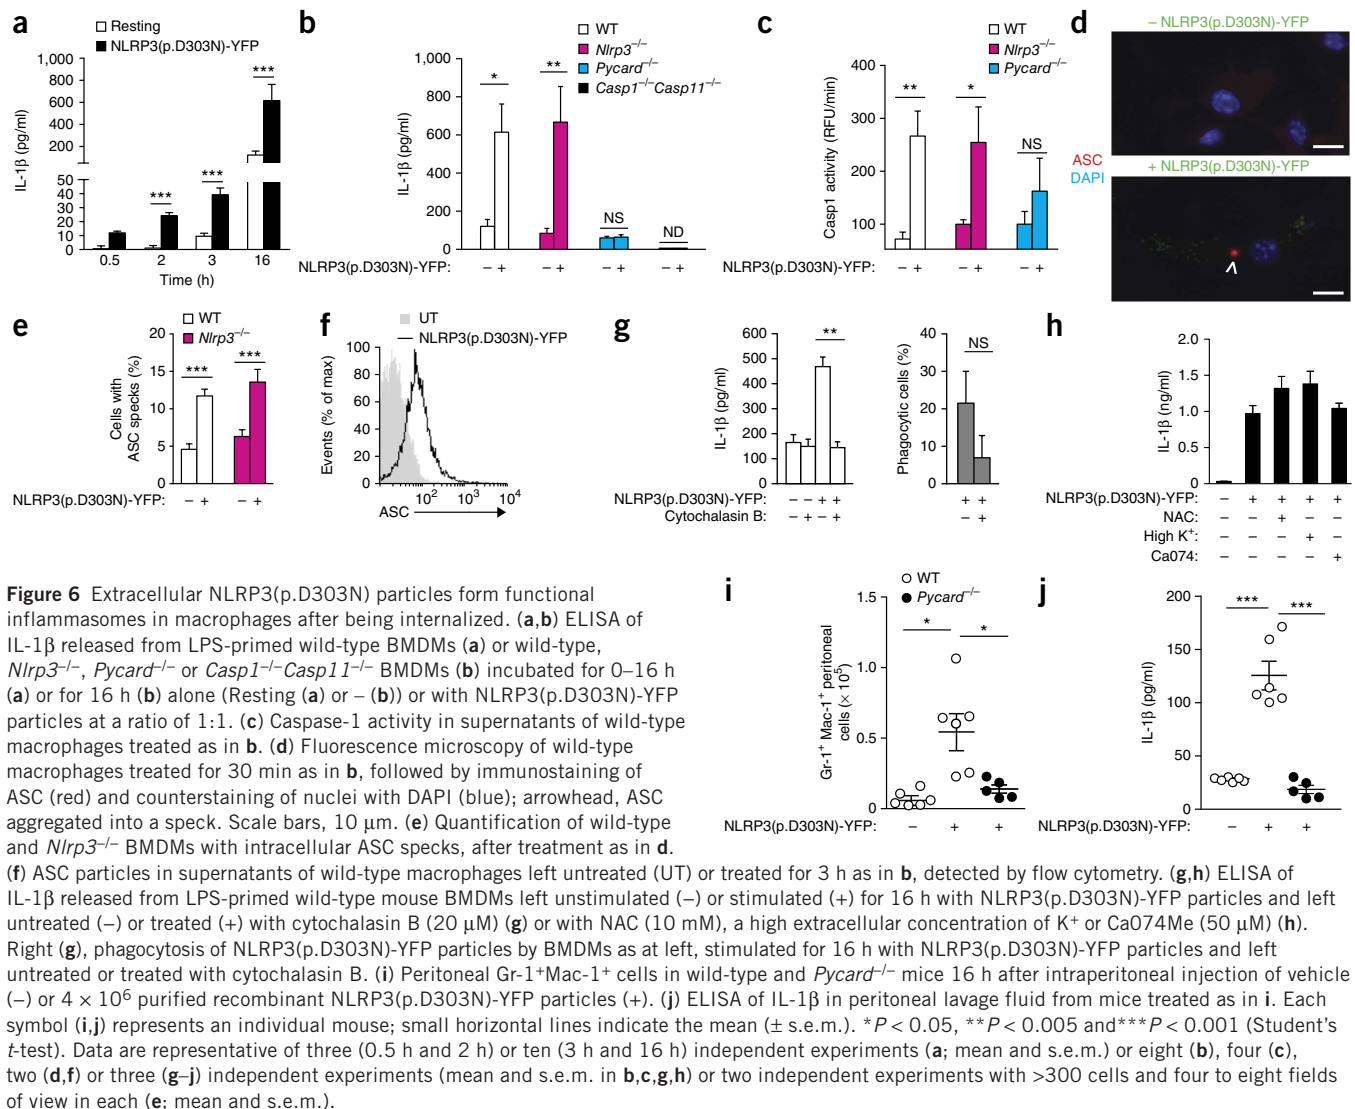 a
Resting
NLRP3(p.D303N)-YFP
IL-1β (pg/ml)
1,000
800
600
400
200
50
40
30
20
10
0
***
***
***
0.5 2 3 16
Time (h)
b
WT
Nlrp3–/–
Pycard–/–
Casp1–/–Casp11–/–
IL-1β (pg/ml)
1,000
800
600
400
200
0
*
**
NS
ND
NLRP3(p.D303N)-YFP: – + – + – + – +
c
WT
Nlrp3–/–
Pycard–/–
Casp1 activity (RFU/min)
400
300
200
100
**
*
NS
NLRP3(p.D303N)-YFP: – + – + – +
d
– NLRP3(p.D303N)-YFP
ASC
DAPI
+ NLRP3(p.D303N)-YFP
e
WT
Nlrp3–/–
Cells with
ASC specks (%)
20
15
10
5
0
***
***
NLRP3(p.D303N)-YFP: – + – +
f
UT
NLRP3(p.D303N)-YFP
Events (% of max)
100
80
60
40
20
0
10² 10³ 10⁴
ASC
g
IL-1β (pg/ml)
600
500
400
300
200
100
0
**
NLRP3(p.D303N)-YFP: – – + +
Cytochalasin B: – + – +
Phagocytic cells (%)
40
30
20
10
0
NS
+ +
– +
h
IL-1β (ng/ml)
2.0
1.5
1.0
0.5
0
NLRP3(p.D303N)-YFP: – + + + +
NAC: – – + – –
High K⁺: – – – + –
Ca074: – – – – +
Figure 6 Extracellular NLRP3(p.D303N) particles form functional
inflammasomes in macrophages after being internalized. (a,b) ELISA of
IL-1β released from LPS-primed wild-type BMDMs (a) or wild-type,
Nlrp3–/–, Pycard–/– or Casp1–/–Casp11–/– BMDMs (b) incubated for 0–16 h
(a) or for 16 h (b) alone (Resting (a) or – (b)) or with NLRP3(p.D303N)-YFP
particles at a ratio of 1:1. (c) Caspase-1 activity in supernatants of wild-type
macrophages treated as in b. (d) Fluorescence microscopy of wild-type
macrophages treated for 30 min as in b, followed by immunostaining of
ASC (red) and counterstaining of nuclei with DAPI (blue); arrowhead, ASC
aggregated into a speck. Scale bars, 10 μm. (e) Quantification of wild-type
and Nlrp3–/– BMDMs with intracellular ASC specks, after treatment as in d.
(f) ASC particles in supernatants of wild-type macrophages left untreated (UT) or treated for 3 h as in b, detected by flow cytometry. (g,h) ELISA of
IL-1β released from LPS-primed wild-type mouse BMDMs left unstimulated (–) or stimulated (+) for 16 h with NLRP3(p.D303N)-YFP particles and left
untreated (–) or treated (+) with cytochalasin B (20 μM) (g) or with NAC (10 mM), a high extracellular concentration of K⁺ or Ca074Me (50 μM) (h).
Right (g), phagocytosis of NLRP3(p.D303N)-YFP particles by BMDMs as at left, stimulated for 16 h with NLRP3(p.D303N)-YFP particles and left
untreated or treated with cytochalasin B. (i) Peritoneal Gr-1⁺Mac-1⁺ cells in wild-type and Pycard–/– mice 16 h after intraperitoneal injection of vehicle
(–) or 4 × 10⁶ purified recombinant NLRP3(p.D303N)-YFP particles (+). (j) ELISA of IL-1β in peritoneal lavage fluid from mice treated as in i. Each
symbol (i,j) represents an individual mouse; small horizontal lines indicate the mean (± s.e.m.). *P < 0.05, **P < 0.005 and***P < 0.001 (Student's
t-test). Data are representative of three (0.5 h and 2 h) or ten (3 h and 16 h) independent experiments (a; mean and s.e.m.) or eight (b), four (c),
two (d,f) or three (g–j) independent experiments (mean and s.e.m. in b,c,g,h) or two independent experiments with >300 cells and four to eight fields
of view in each (e; mean and s.e.m.).
i
WT
Pycard–/–
Gr-1⁺ Mac-1⁺ peritoneal
cells (× 10⁵)
1.5
1.0
0.5
0
*
*
NLRP3(p.D303N)-YFP: – + +
j
IL-1β (pg/ml)
200
150
100
50
0
***
***
NLRP3(p.D303N)-YFP: – + +